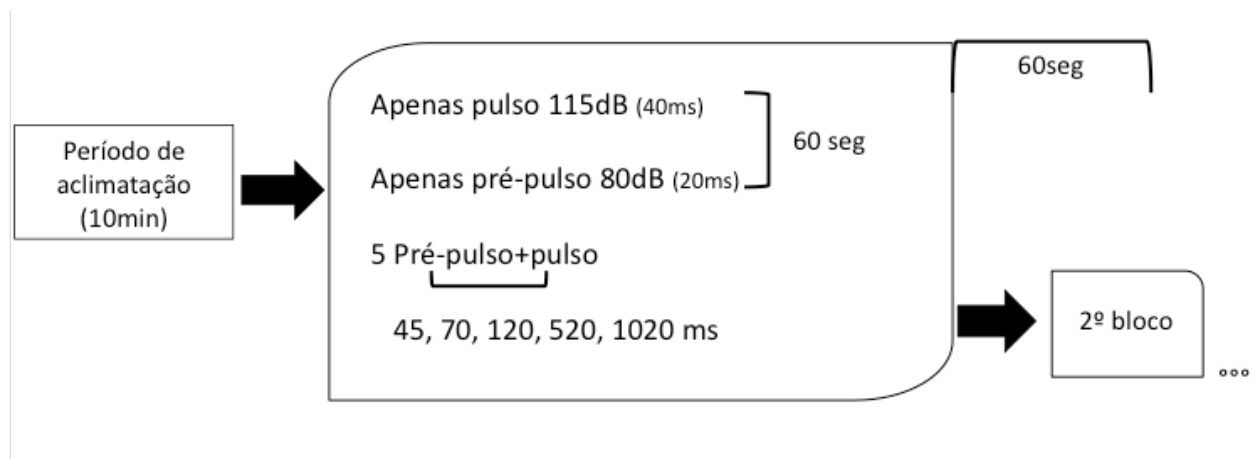 Período de
aclimatação
(10min)
Apenas pulso 115dB (40ms)
Apenas pré-pulso 80dB (20ms)
60 seg
5 Pré-pulso+pulso
45, 70, 120, 520, 1020 ms
60seg
2º bloco
°°°